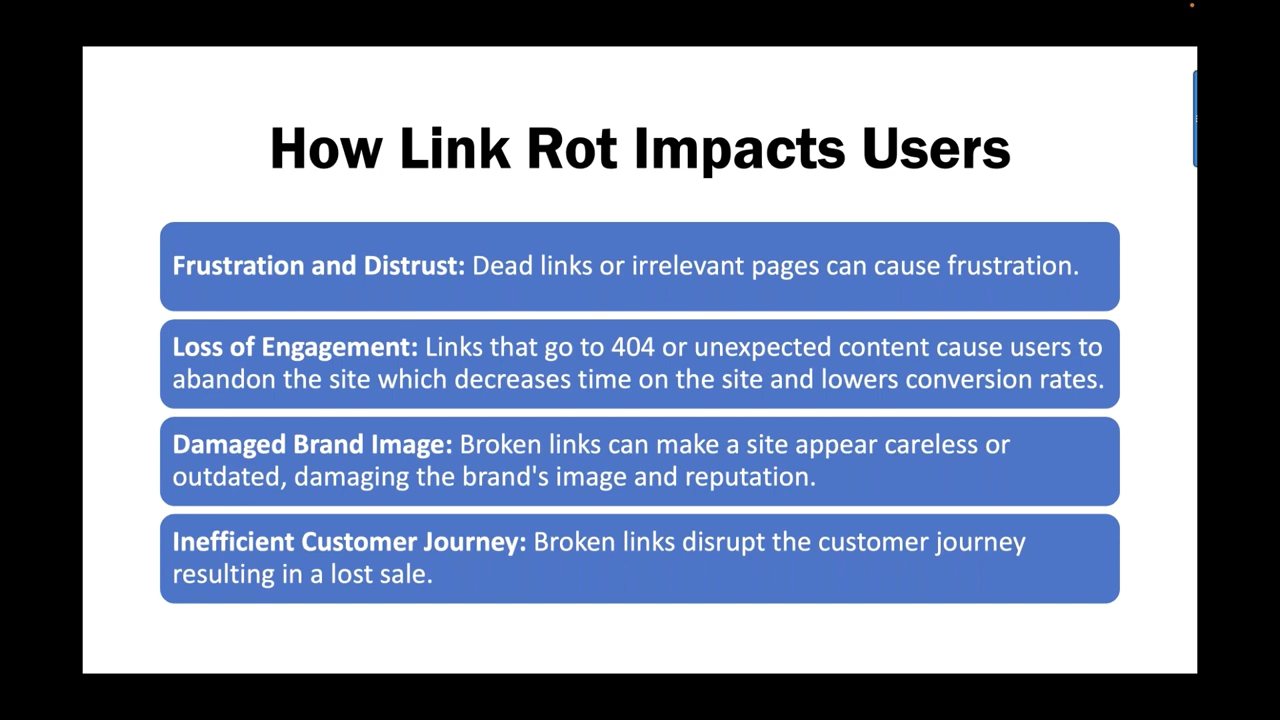 How Link Rot Impacts Users
Frustration and Distrust: Dead links or irrelevant pages can cause frustration.
Loss of Engagement: Links that go to 404 or unexpected content cause users to
abandon the site which decreases time on the site and lowers conversion rates.
Damaged Brand Image: Broken links can make a site appear careless or
outdated, damaging the brand's image and reputation.
Inefficient Customer Journey: Broken links disrupt the customer journey
resulting in a lost sale.